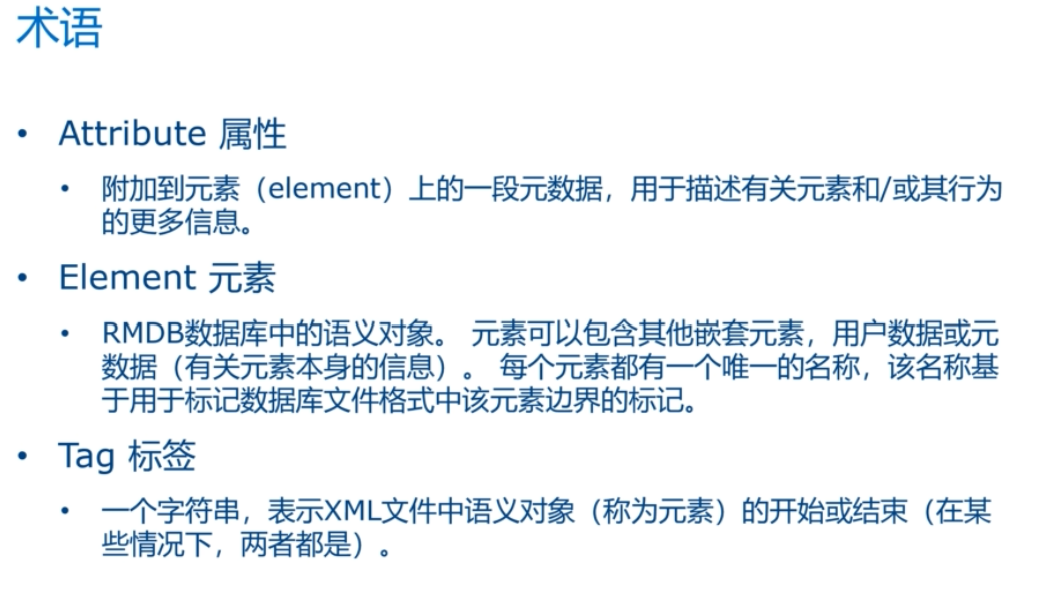 术语
• Attribute 属性
• 附加到元素（element）上的一段元数据，用于描述有关元素和/或其行为
的更多信息。
• Element 元素
• RMDB数据库中的语义对象。 元素可以包含其他嵌套元素，用户数据或元
数据（有关元素本身的信息）。 每个元素都有一个唯一的名称，该名称基
于用于标记数据库文件格式中该元素边界的标记。
• Tag 标签
• 一个字符串，表示XML文件中语义对象（称为元素）的开始或结束（在某
些情况下，两者都是）。